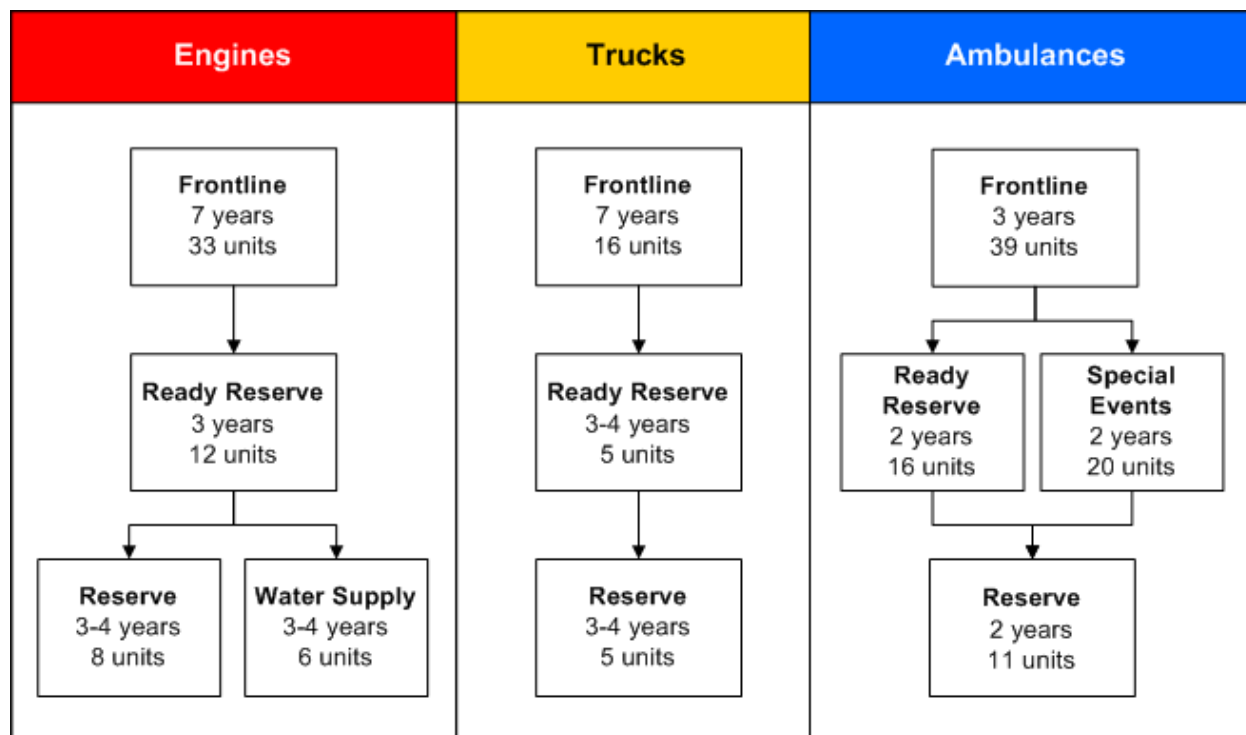 Engines
Trucks
Ambulances
Frontline
7 years
33 units
Ready Reserve
3 years
12 units
Reserve
3-4 years
8 units
Water Supply
3-4 years
6 units
Frontline
7 years
16 units
Ready Reserve
3-4 years
5 units
Reserve
3-4 years
5 units
Frontline
3 years
39 units
Ready
Reserve
2 years
16 units
Special
Events
2 years
20 units
Reserve
2 years
11 units